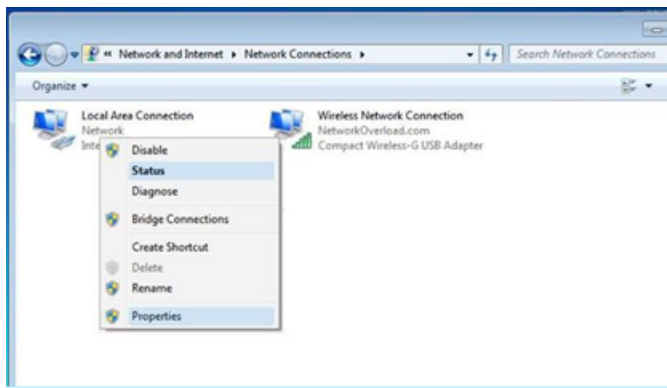 « Network and Internet ▸ Network Connections ▸ Search Network Connections
Organize
Local Area Connection
Network
Inte
Wireless Network Connection
NetworkOverload.com
Compact Wireless-G USB Adapter
Disable
Status
Diagnose
Bridge Connections
Create Shortcut
Delete
Rename
Properties